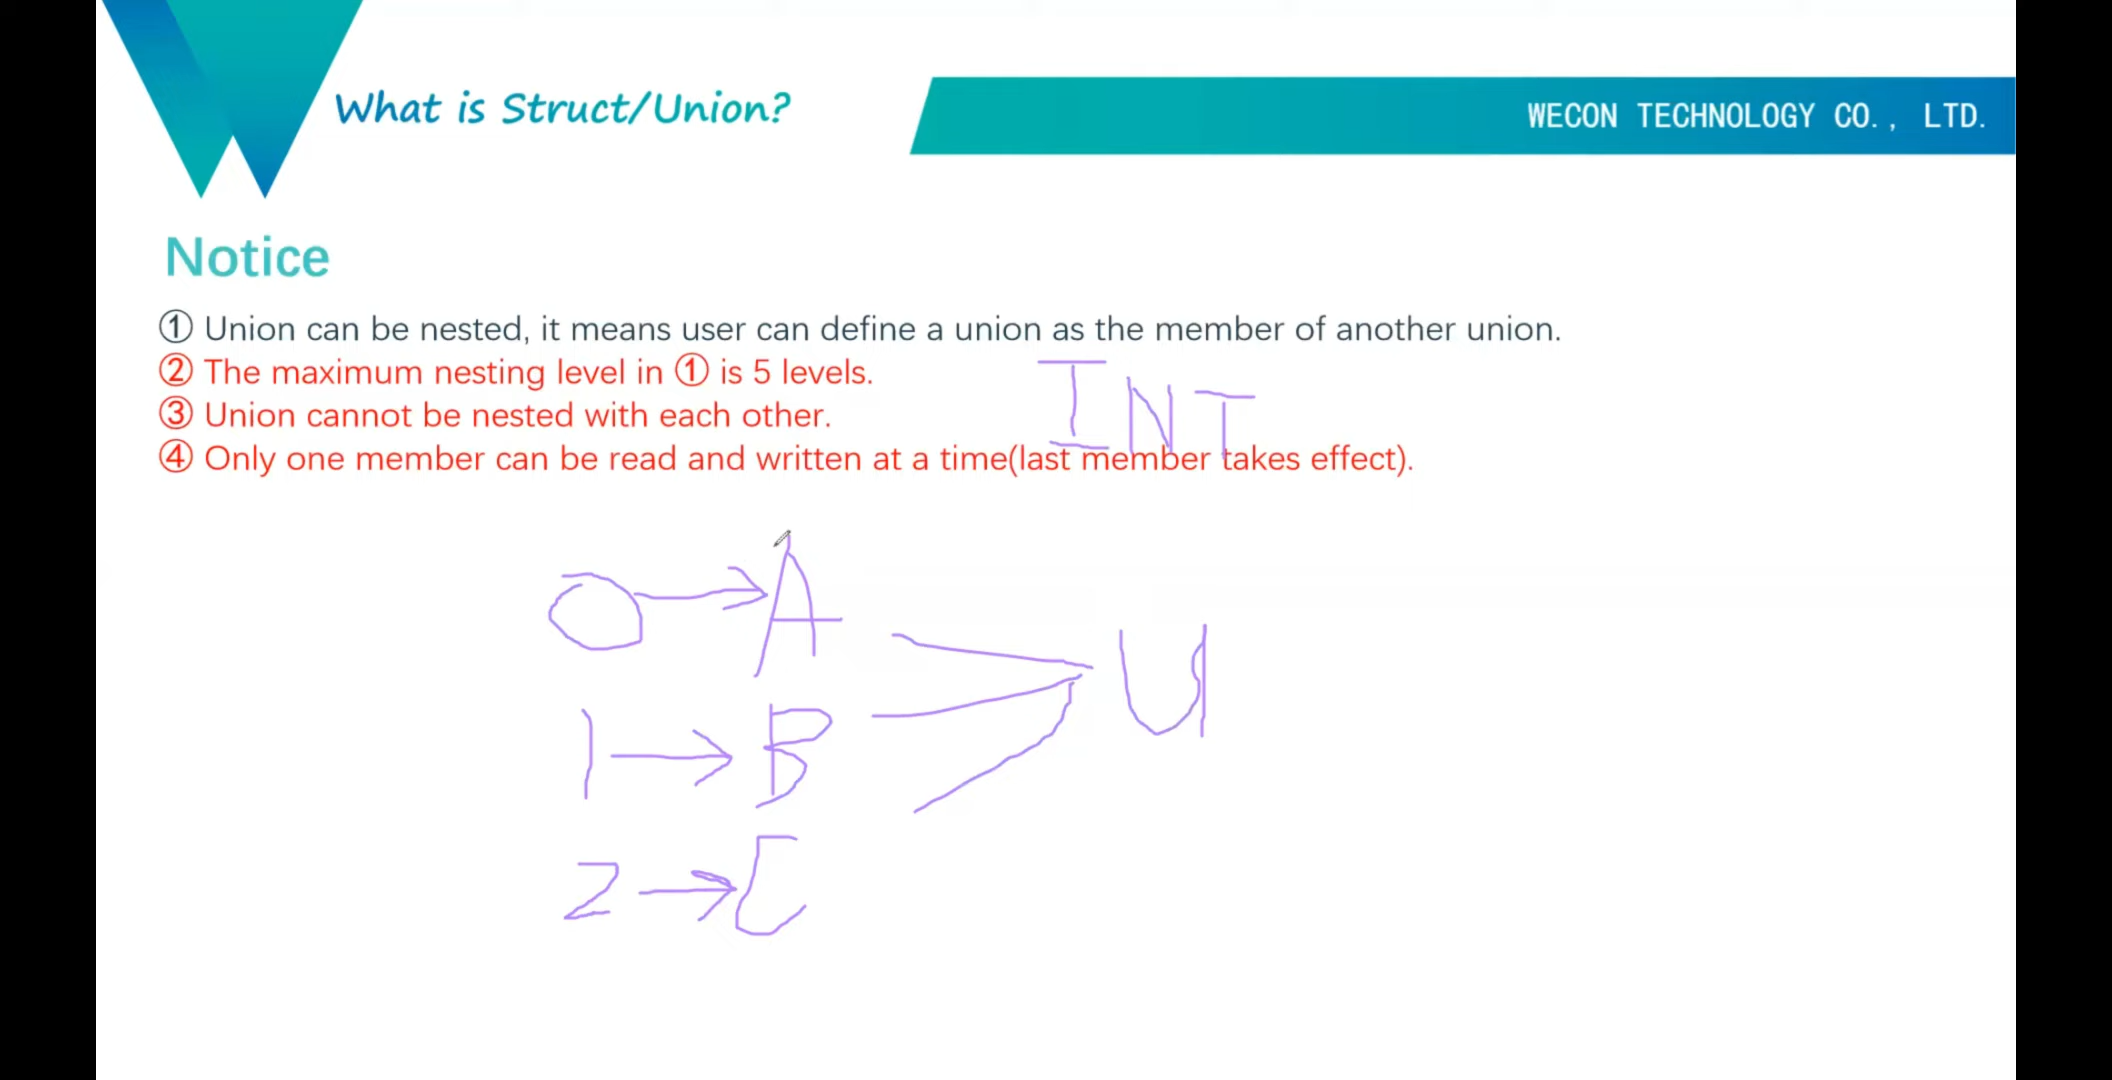 What is Struct/Union?
WECON TECHNOLOGY CO., LTD.
Notice
① Union can be nested, it means user can define a union as the member of another union.
② The maximum nesting level in ① is 5 levels.
③ Union cannot be nested with each other.
④ Only one member can be read and written at a time(last member takes effect).
INT
0 → A
U
1 → B
2 → C